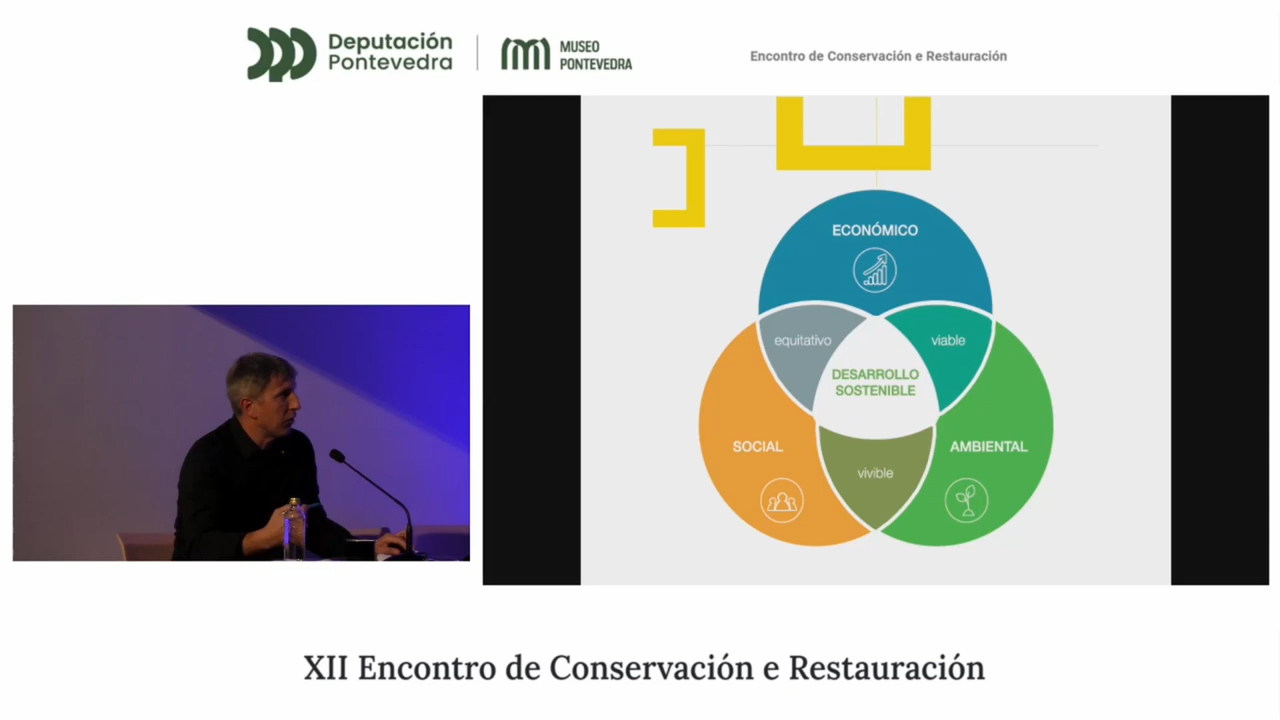 Deputación
Pontevedra
MUSEO
PONTEVEDRA
Encontro de Conservación e Restauración
ECONÓMICO
equitativo
viable
DESARROLLO
SOSTENIBLE
SOCIAL
AMBIENTAL
vivible
XII Encontro de Conservación e Restauración